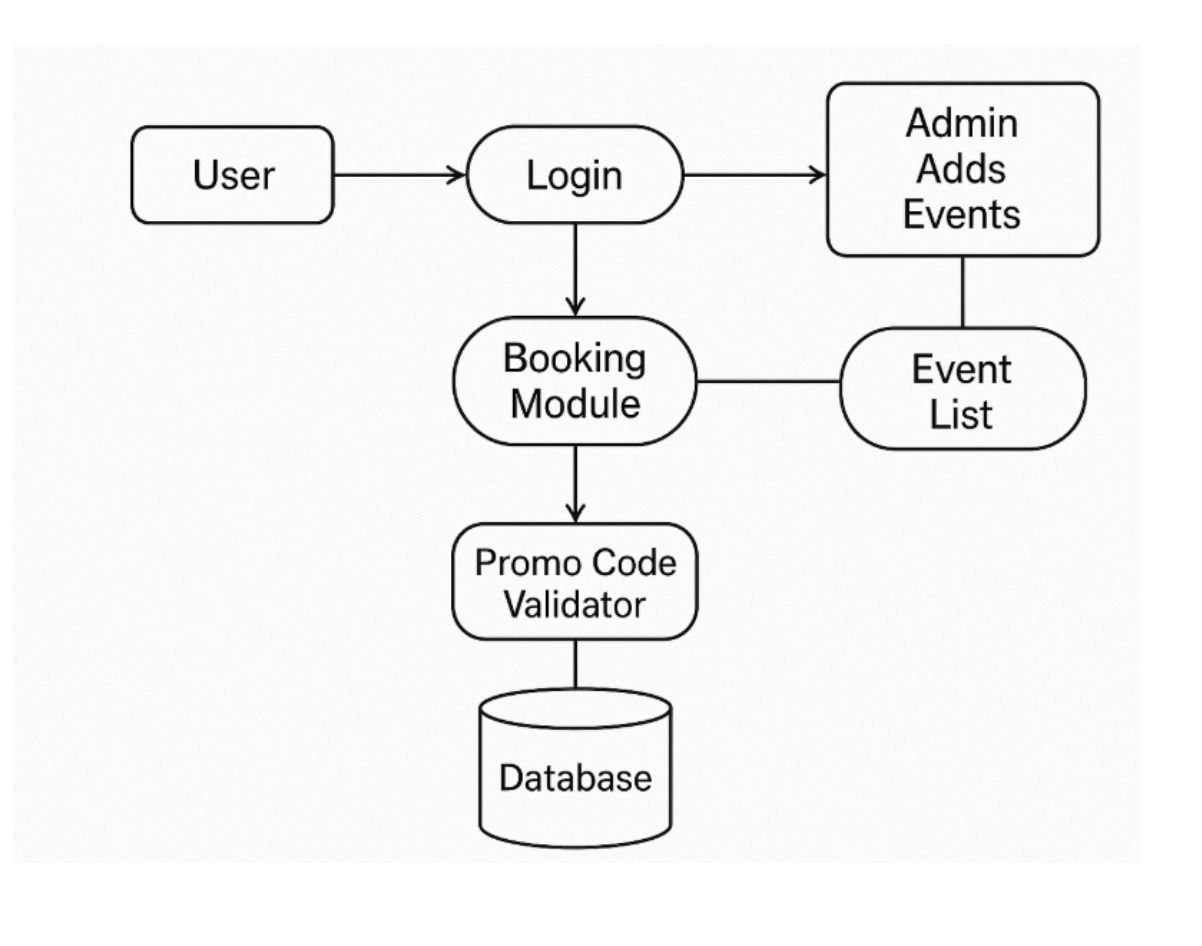 User
Login
Admin
Adds
Events
Booking
Module
Event
List
Promo Code
Validator
Database